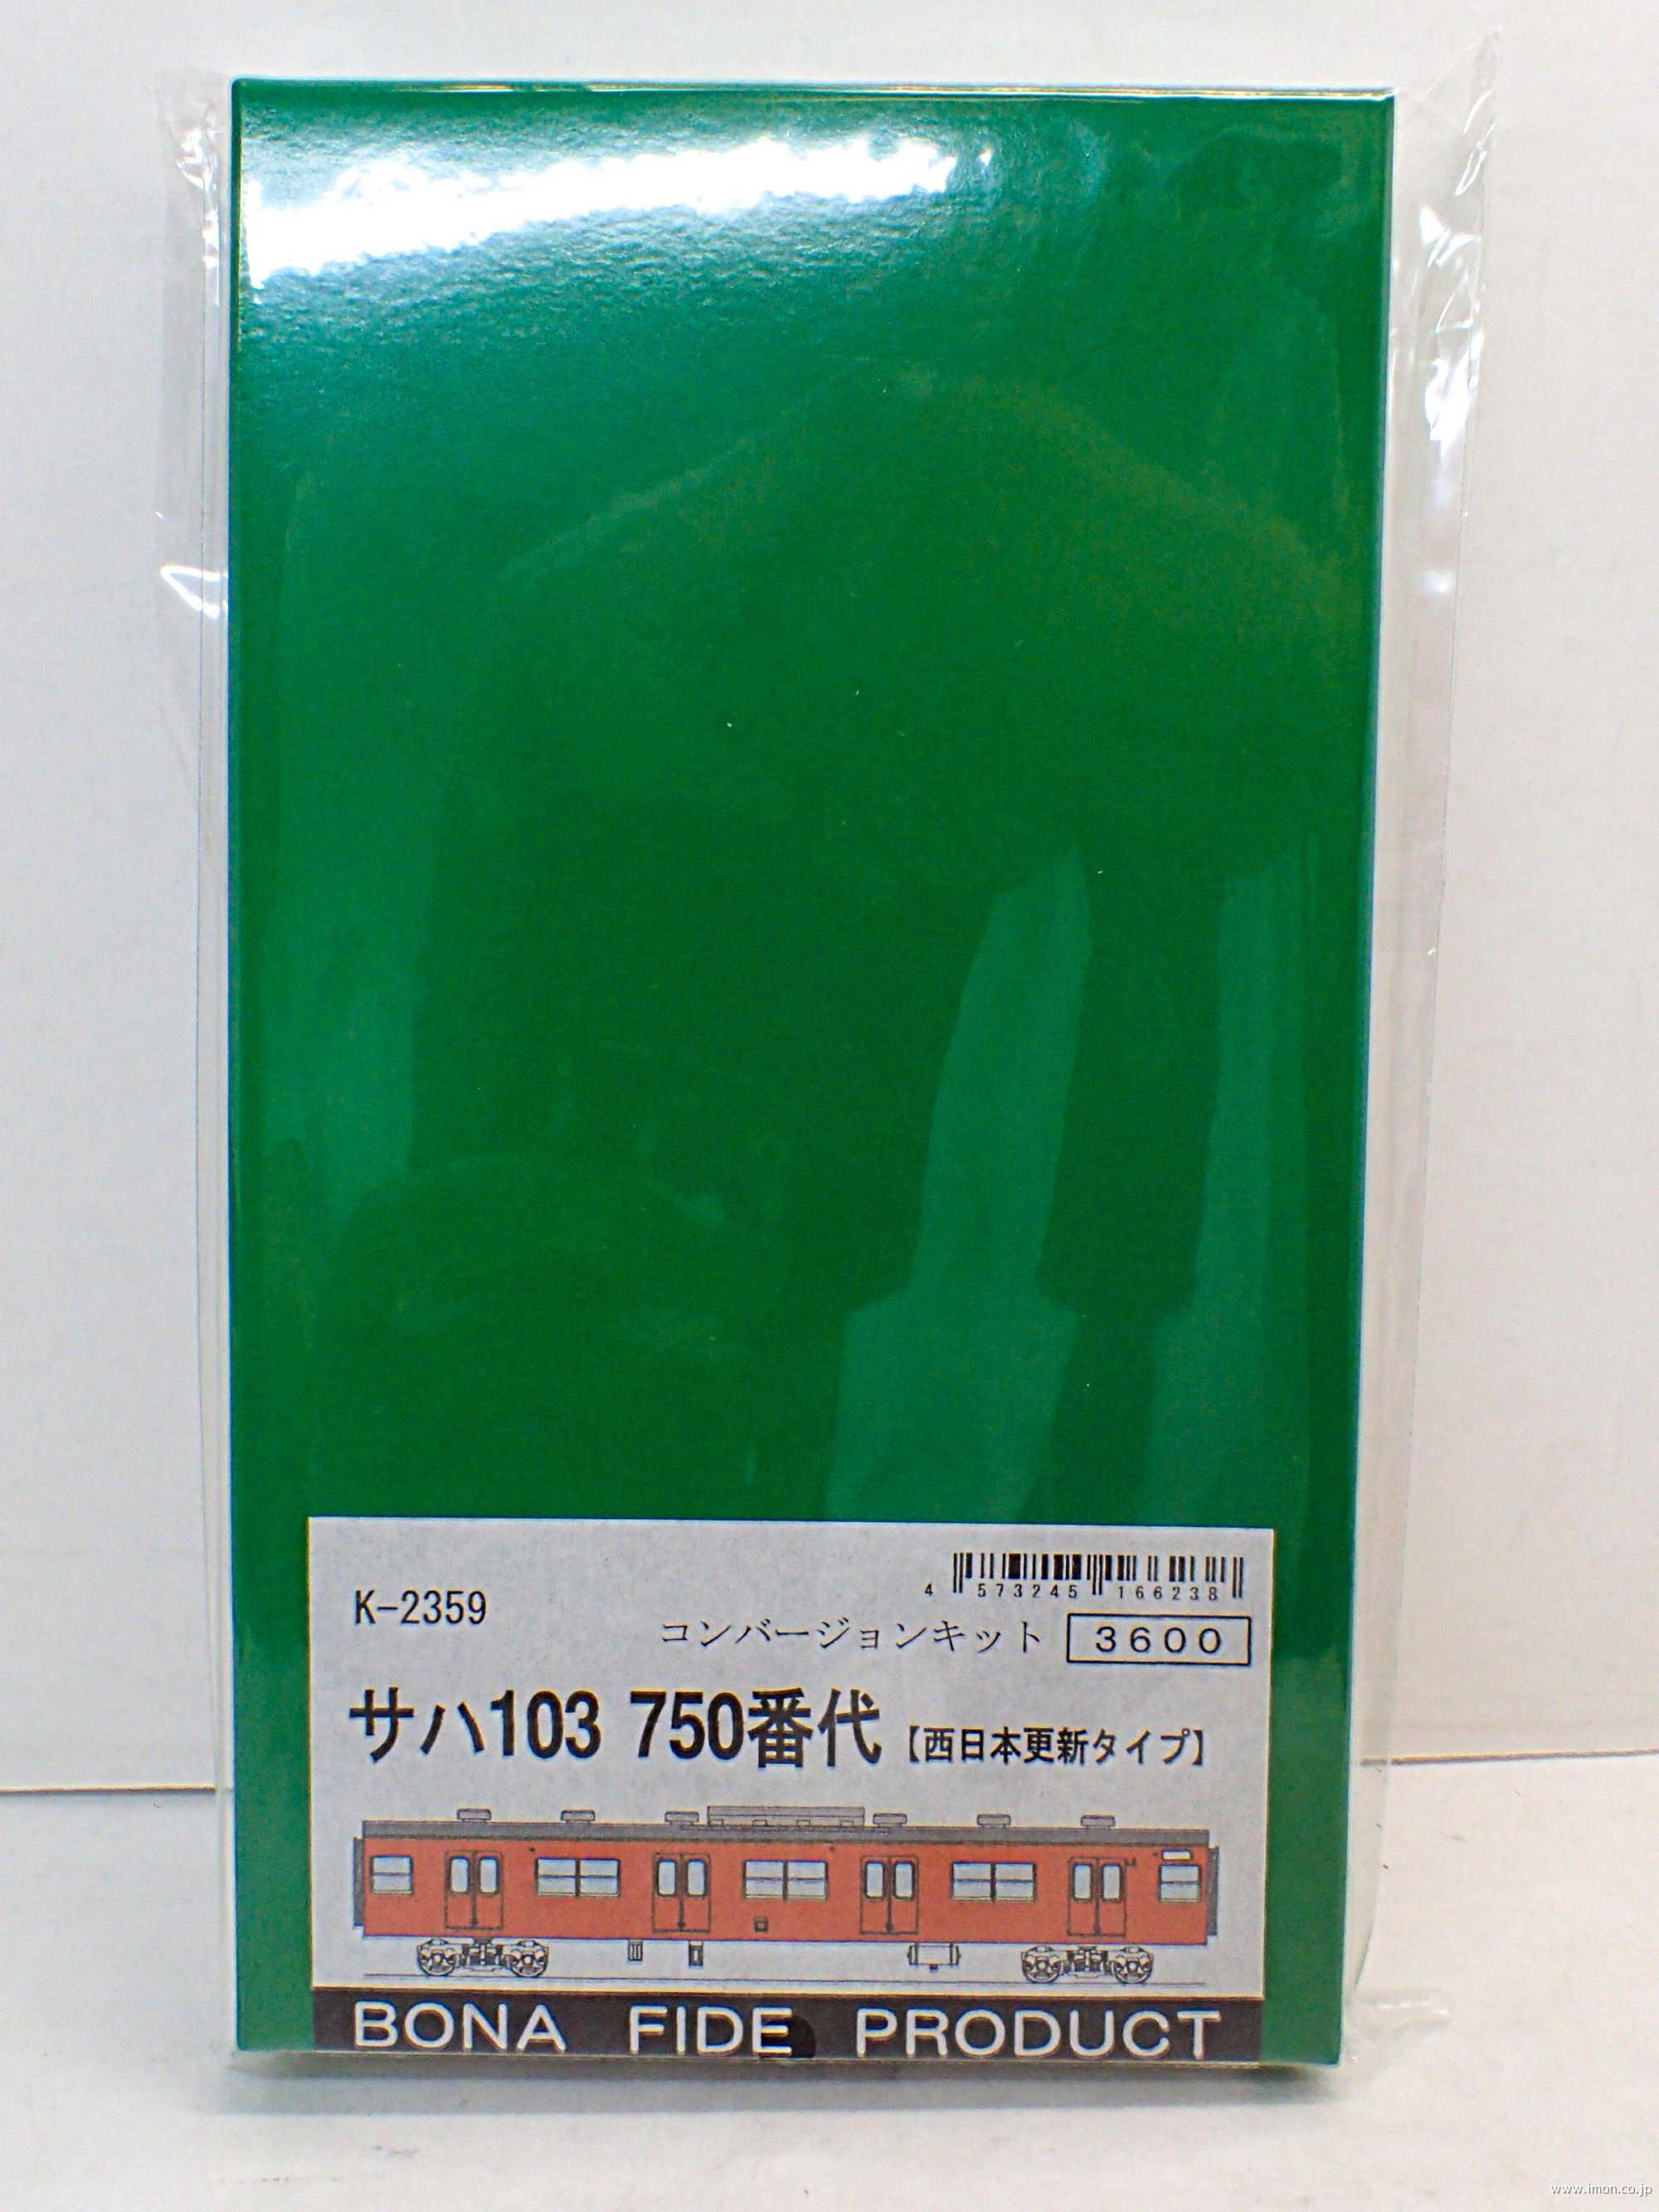 4 573245 166238
K-2359
コンバージョンキット 3600
サハ103 750番代 【西日本更新タイプ】
BONA FIDE PRODUCT
www.imon.co.jp